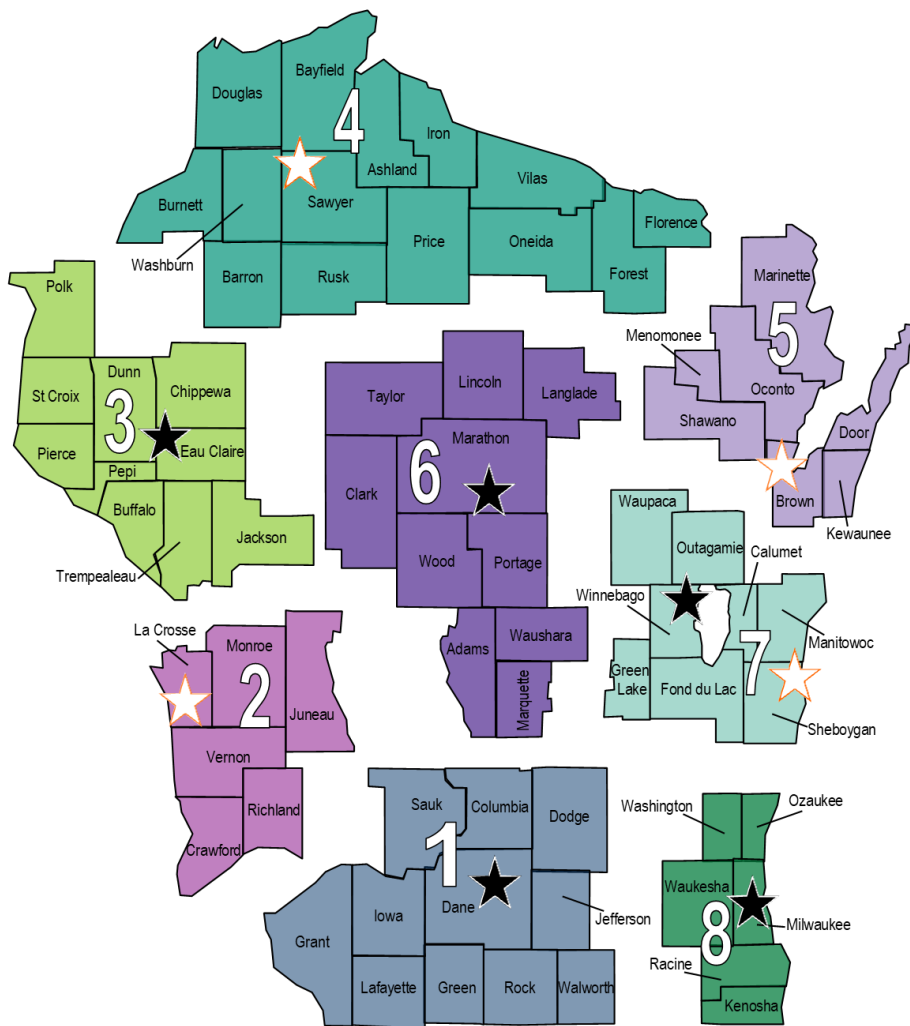 Bayfield
Douglas
4
Iron
Ashland
Vilas
Burnett
Sawyer
Florence
Washburn
Price
Oneida
Barron
Rusk
Forest
Polk
Marinette
5
Menomonee
Dunn
Chippewa
St Croix
3
Oconto
Shawano
Door
Pierce
Eau Claire
Pepi
Buffalo
Brown
Kewaunee
Jackson
Trempealeau
Lincoln
Taylor
Langlade
Marathon
6
Clark
Wood
Portage
Adams
Waushara
Marquette
Waupaca
Outagamie
Calumet
Winnebago
Manitowoc
7
Green
Lake
Fond du Lac
Sheboygan
La Crosse
Monroe
2
Juneau
Vernon
Richland
Crawford
Sauk
Columbia
Dodge
1
Iowa
Dane
Jefferson
Grant
Lafayette
Green
Rock
Walworth
Washington
Ozaukee
Waukesha
Milwaukee
8
Racine
Kenosha